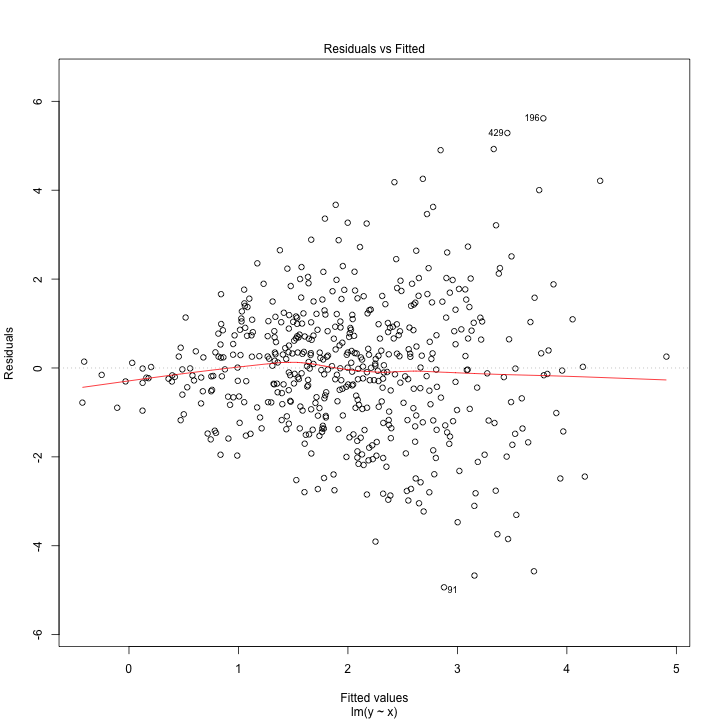 Residuals vs Fitted
Residuals
6
4
2
0
-2
-4
-6
196
429
91
0 1 2 3 4 5
Fitted values
lm(y ~ x)